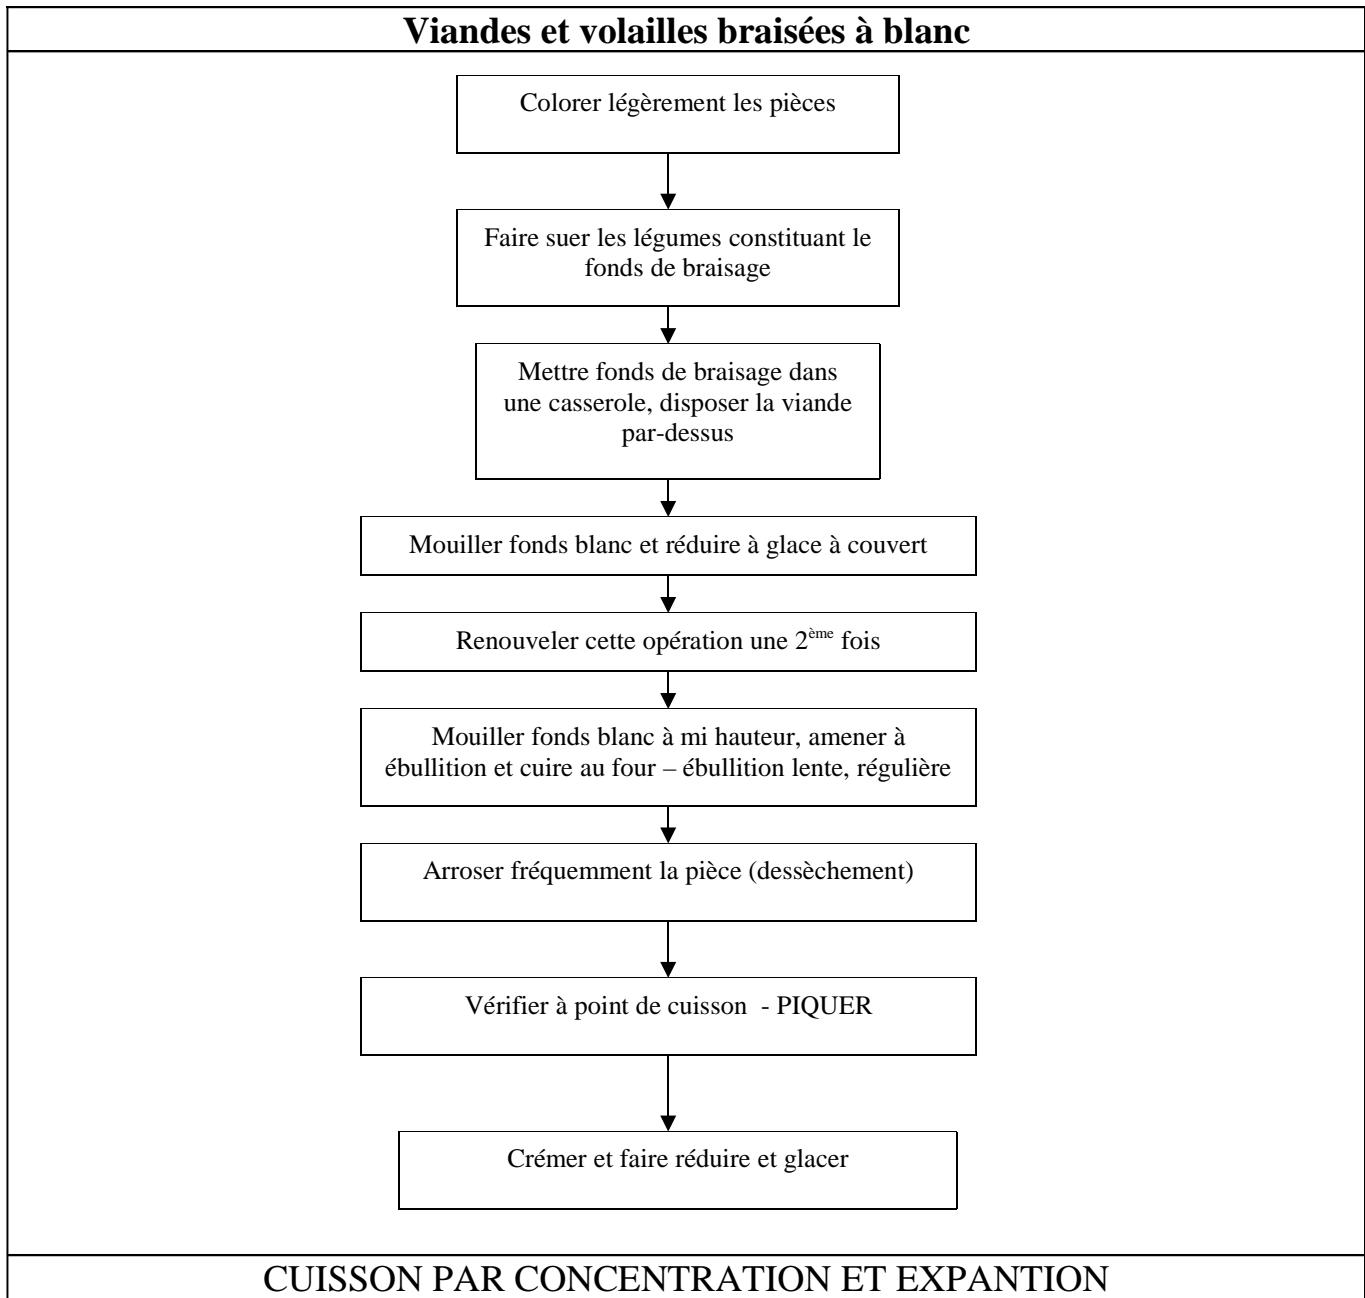 Viandes et volailles braisées à blanc
Colorer légèrement les pièces
Faire suer les légumes constituant le
fonds de braisage
Mettre fonds de braisage dans
une casserole, disposer la viande
par-dessus
Mouiller fonds blanc et réduire à glace à couvert
Renouveler cette opération une 2ème fois
Mouiller fonds blanc à mi hauteur, amener à
ébullition et cuire au four – ébullition lente, régulière
Arroser fréquemment la pièce (dessèchement)
Vérifier à point de cuisson - PIQUER
Crémer et faire réduire et glacer
CUISSON PAR CONCENTRATION ET EXPANTION